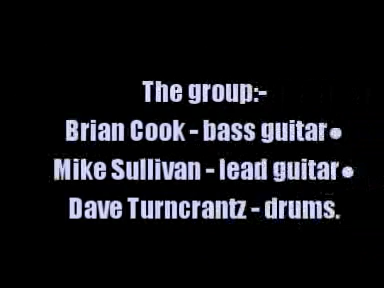 The group:-
Brian Cook - bass guitar.
Mike Sullivan - lead guitar.
Dave Turncrantz - drums.